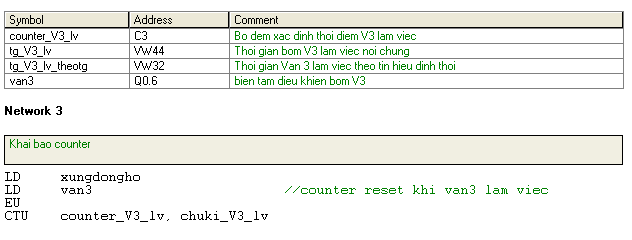 Symbol Address Comment
counter_V3_lv C3 Bo dem xac dinh thoi diem V3 lam viec
tg_V3_lv VW44 Thoi gian bom V3 lam viec noi chung
tg_V3_lv_theotg VW32 Thoi gian Van 3 lam viec theo tin hieu dinh thoi
van3 Q0.6 bien tam dieu khien bom V3
Network 3
Khai bao counter
LD xungdongho
LD van3 //counter reset khi van3 lam viec
EU
CTU counter_V3_lv, chuki_V3_lv